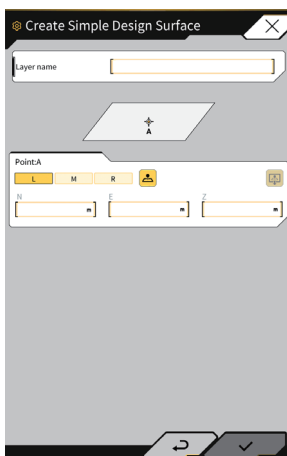 Create Simple Design Surface
Layer name
A
Point:A
L M R
N E Z
m m m